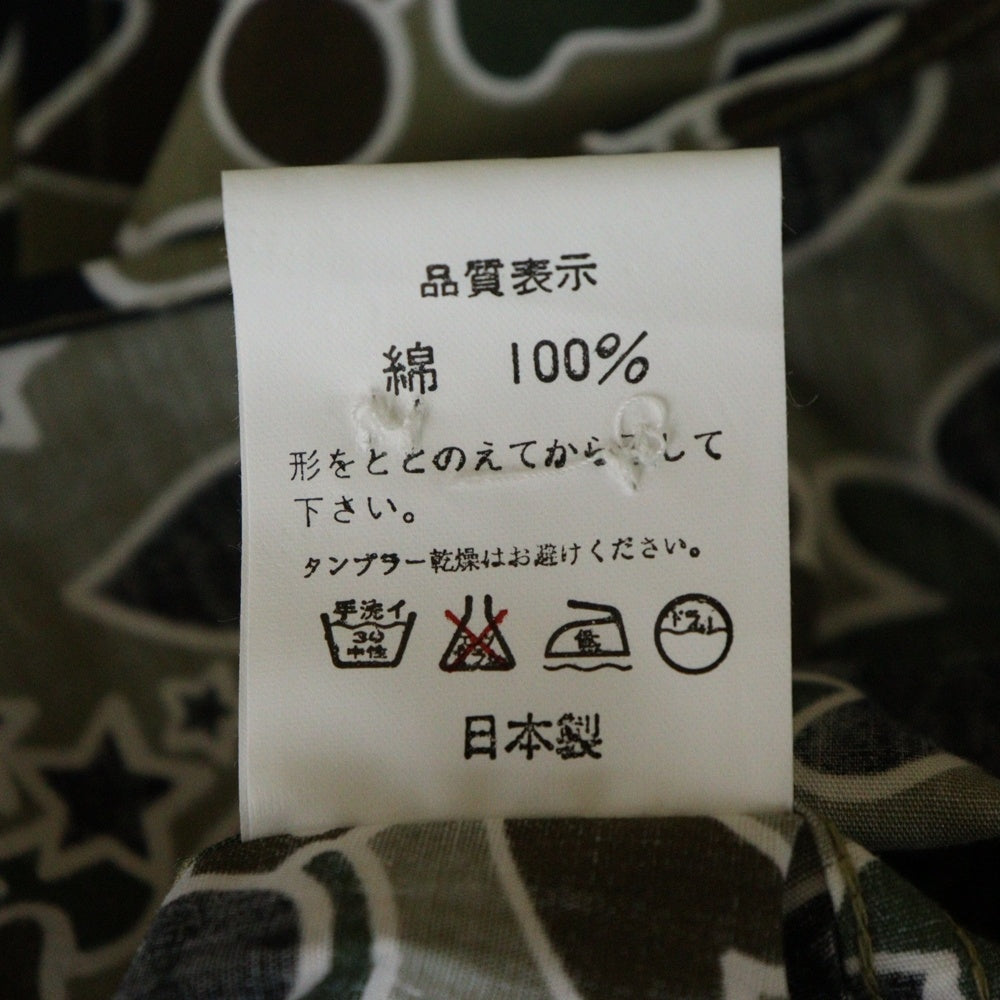 品質表示
綿 100%
形をととのえてから して
下さい。
タンブラー乾燥はお避けください。
手洗イ
30
中性
低
ドライ
日本製